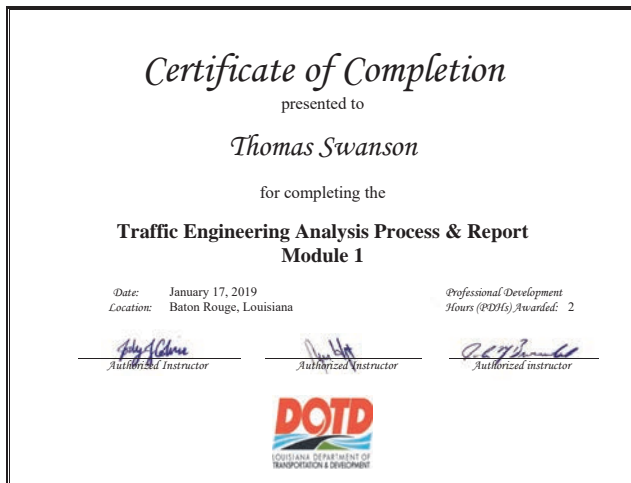 Certificate of Completion
presented to
Thomas Swanson
for completing the
Traffic Engineering Analysis Process & Report
Module 1
Date: January 17, 2019
Location: Baton Rouge, Louisiana
Professional Development
Hours (PDHs) Awarded: 2
Authorized Instructor
Authorized Instructor
Authorized instructor
DOTD
LOUISIANA DEPARTMENT OF
TRANSPORTATION & DEVELOPMENT